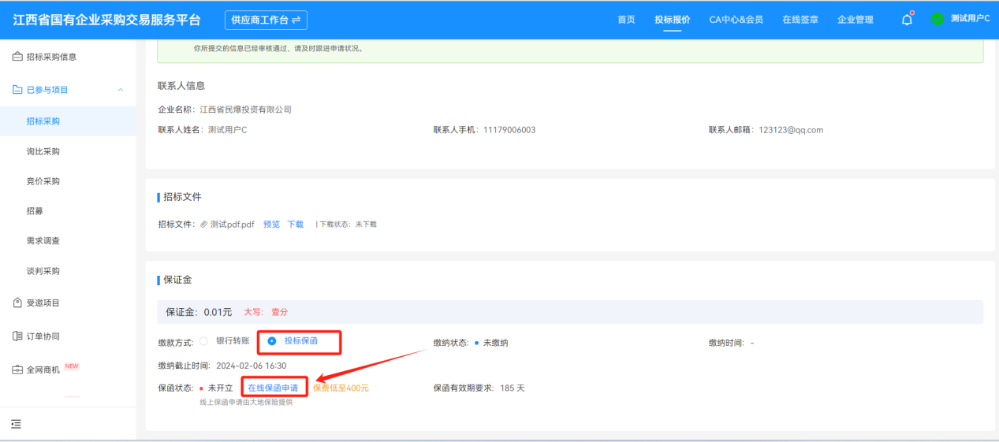 江西省国有企业采购交易服务平台 供应商工作台 ⇌ 首页 投标报价 CA中心&会员 在线签章 企业管理 测试用户C
招标采购信息
已参与项目
招标采购
询比采购
竞价采购
招募
需求调查
谈判采购
受邀项目
订单协同
全网商机 NEW
你所提交的信息已经审核通过，请及时跟进申请状况。
联系人信息
企业名称：江西省民爆投资有限公司
联系人姓名：测试用户C 联系人手机：11179006003 联系人邮箱：123123@qq.com
招标文件
招标文件：测试pdf.pdf 预览 下载 | 下载状态：未下载
保证金
保证金：0.01元 大写：壹分
缴款方式： 银行转账 投标保函 缴纳状态：未缴纳 缴纳时间：-
缴纳截止时间：2024-02-06 16:30
保函状态：未开立 在线保函申请 保费低至400元 保函有效期要求：185 天
线上保函申请由大地保险提供